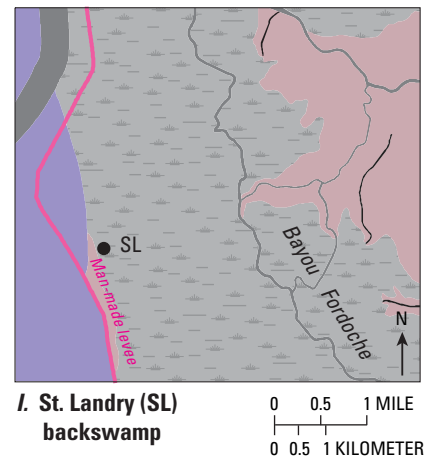 SL
Man-made levee
Bayou
Fordoche
N
I. St. Landry (SL)
backswamp
0 0.5 1 MILE
0 0.5 1 KILOMETER